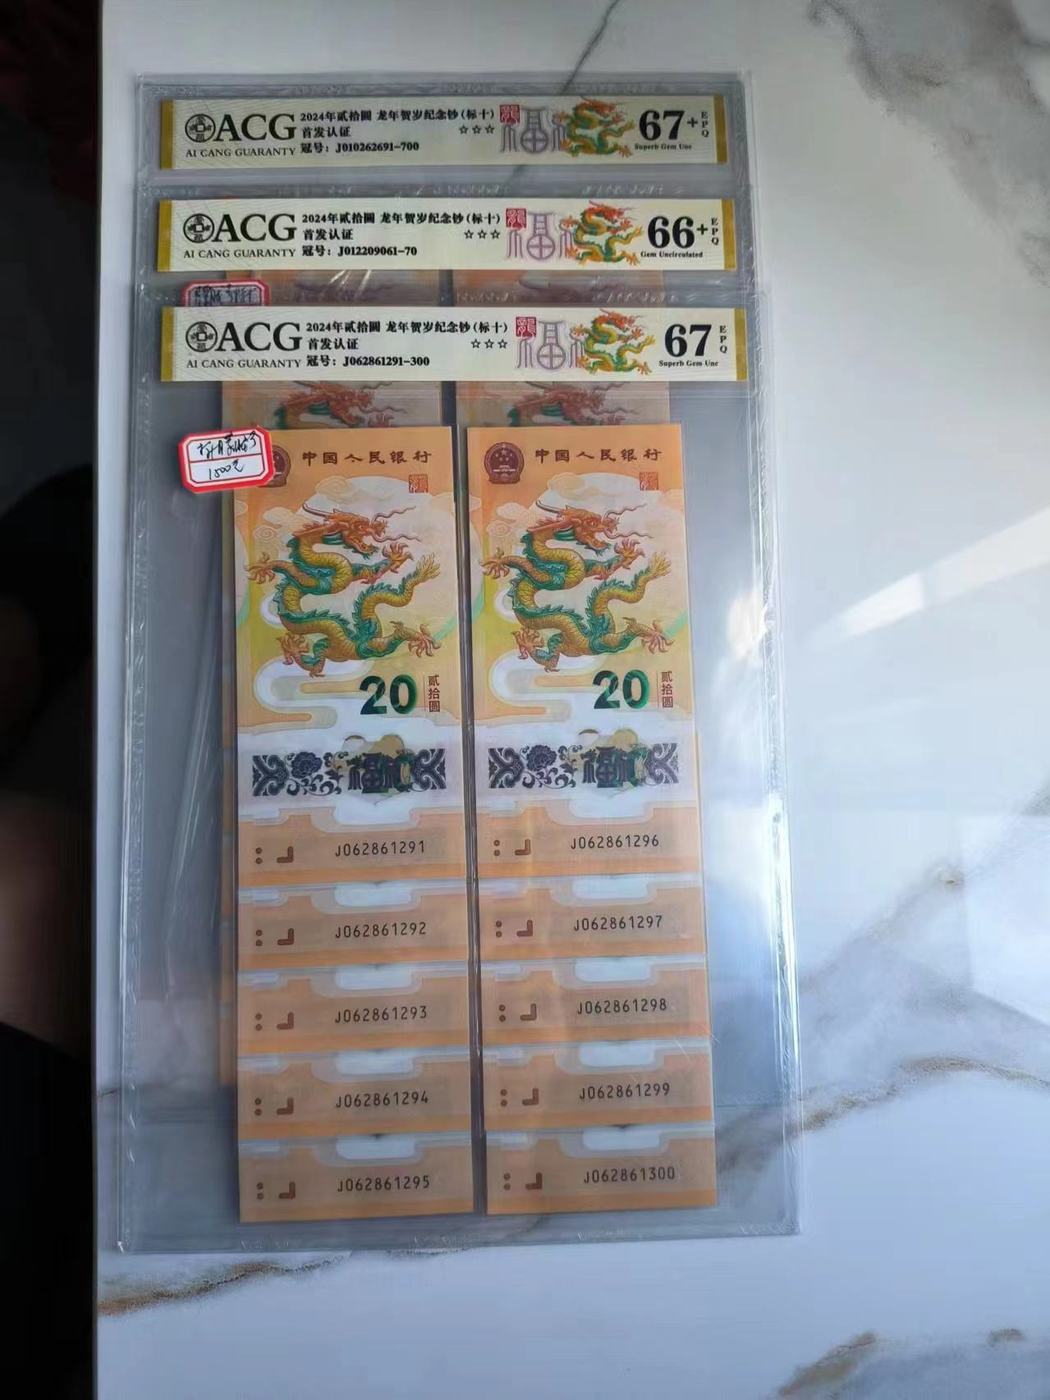 ACG
AI CANG GUARANTY
2024年贰拾圆 龙年贺岁纪念钞(标十)
首发认证 ☆☆☆
冠号：J010262691-700
福
67+
EPQ
Superb Gem Unc
ACG
AI CANG GUARANTY
2024年贰拾圆 龙年贺岁纪念钞(标十)
首发认证 ☆☆☆
冠号：J012209061-70
福
66+
EPQ
Gem Uncirculated
ACG
AI CANG GUARANTY
2024年贰拾圆 龙年贺岁纪念钞(标十)
首发认证 ☆☆☆
冠号：J062861291-300
福
67
EPQ
Superb Gem Unc
1500元
中国人民银行
20
贰拾圆
福
J062861291
J062861292
J062861293
J062861294
J062861295
中国人民银行
20
贰拾圆
福
J062861296
J062861297
J062861298
J062861299
J062861300